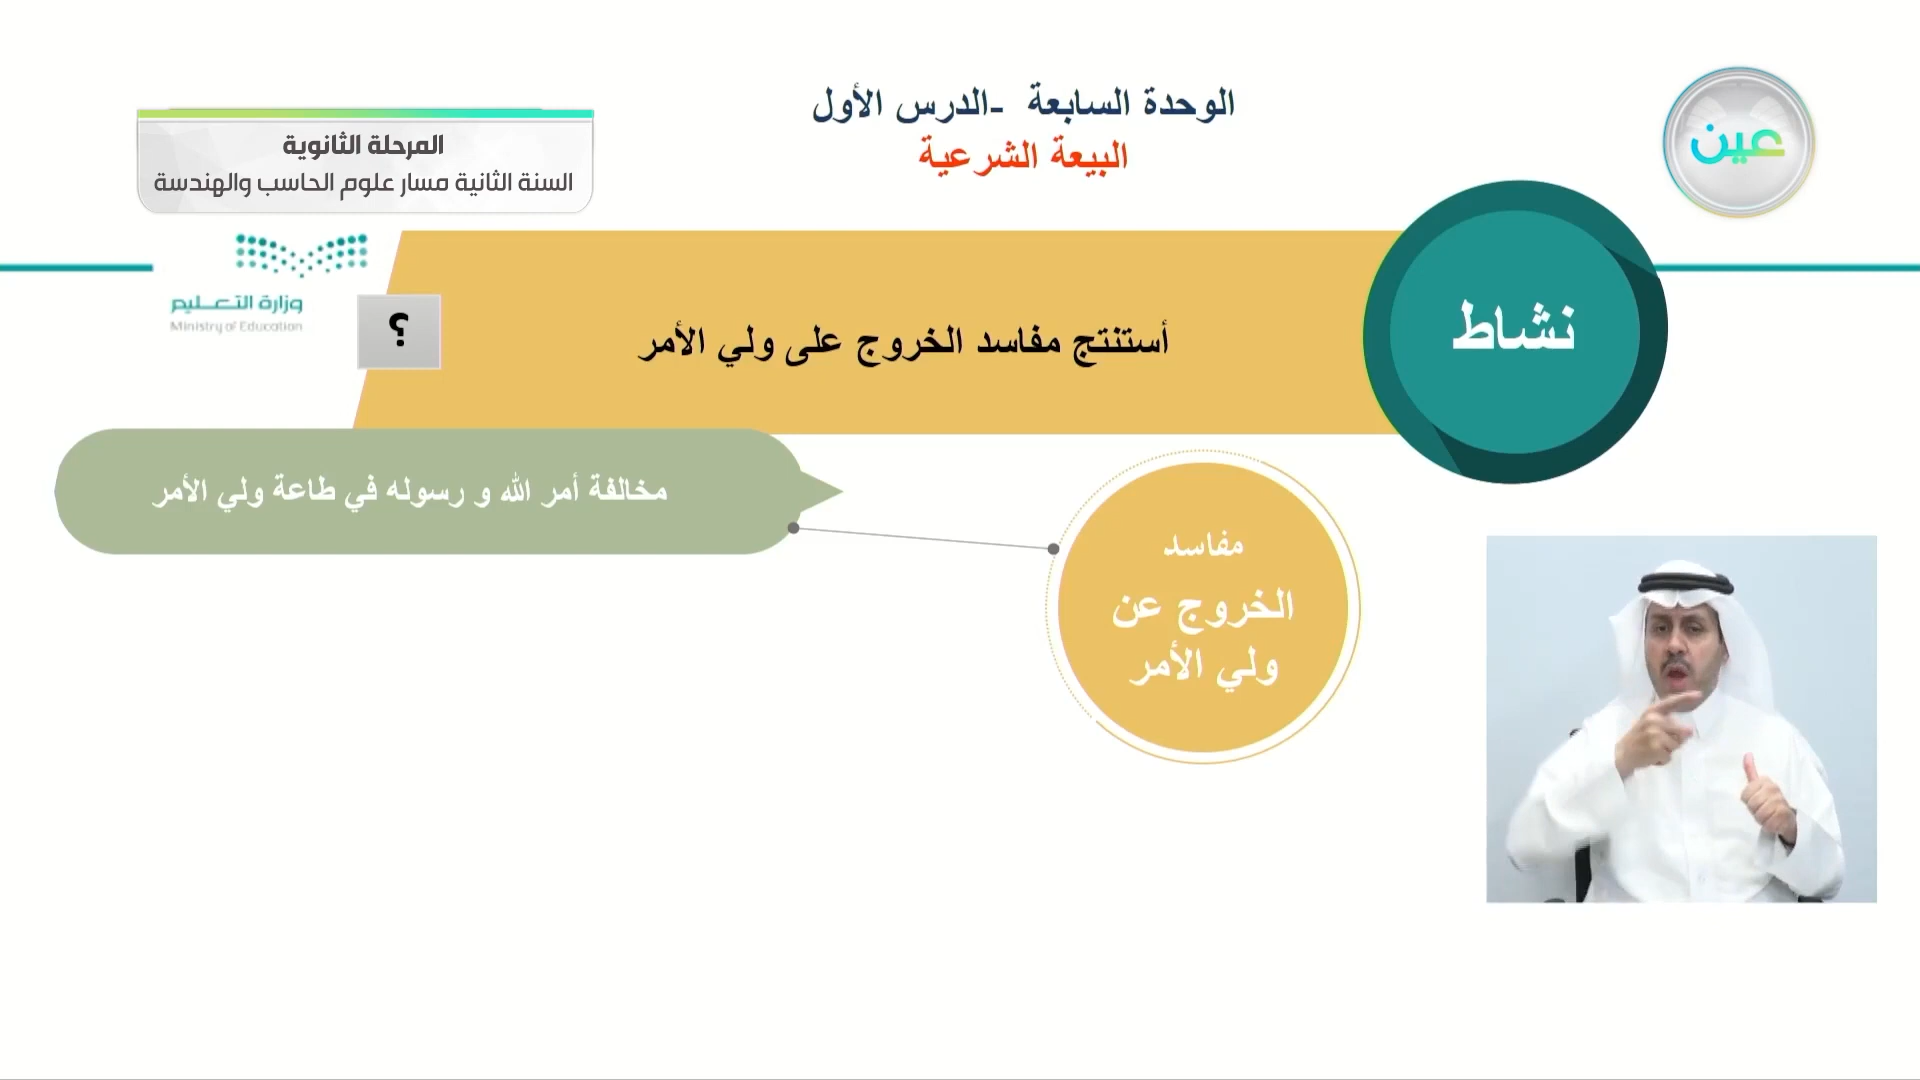 الوحدة السابعة -الدرس الأول
البيعة الشرعية
عين
المرحلة الثانوية
السنة الثانية مسار علوم الحاسب والهندسة
وزارة التعليم
Ministry of Education
نشاط
أستنتج مفاسد الخروج على ولي الأمر
؟
مخالفة أمر الله و رسوله في طاعة ولي الأمر
مفاسد
الخروج عن
ولي الأمر